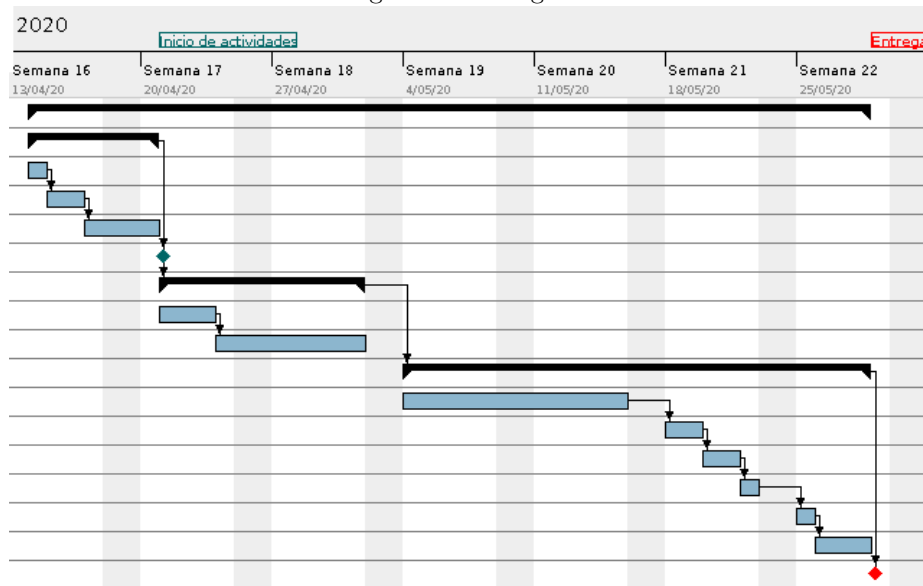 2020
Inicio de actividades
Entrega
Semana 16
Semana 17
Semana 18
Semana 19
Semana 20
Semana 21
Semana 22
13/04/20
20/04/20
27/04/20
4/05/20
11/05/20
18/05/20
25/05/20